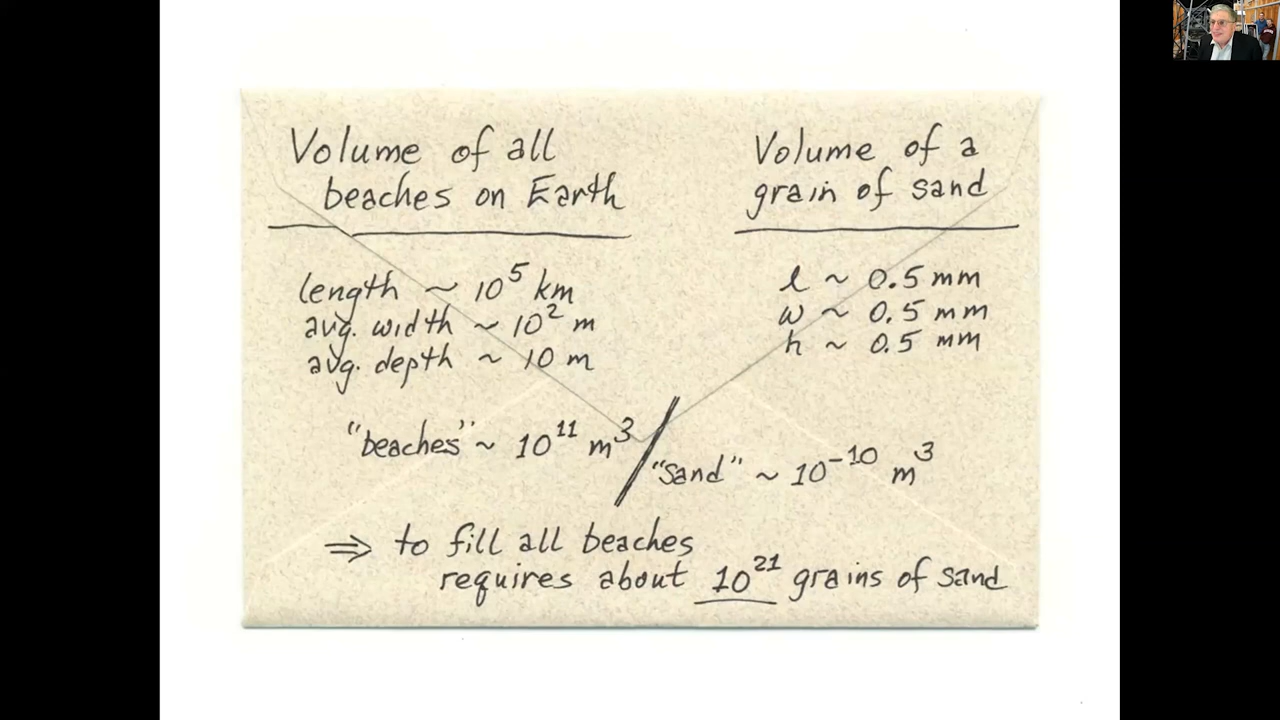 Volume of all
beaches on Earth
length ~ 10⁵ km
avg. width ~ 10² m
avg. depth ~ 10 m
"beaches" ~ 10¹¹ m³
Volume of a
grain of sand
l ~ 0.5 mm
w ~ 0.5 mm
h ~ 0.5 mm
"sand" ~ 10⁻¹⁰ m³
⇒ to fill all beaches
requires about 10²¹ grains of sand